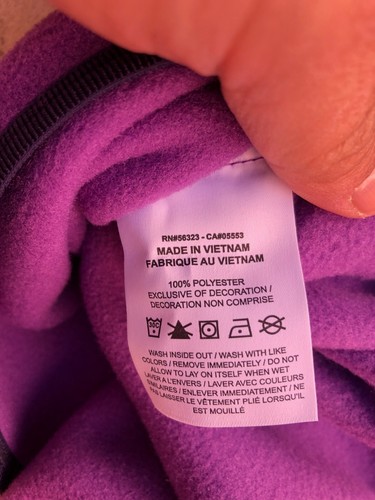 RN#56323 - CA#05553
MADE IN VIETNAM
FABRIQUE AU VIETNAM
100% POLYESTER
EXCLUSIVE OF DECORATION /
DECORATION NON COMPRISE
WASH INSIDE OUT / WASH WITH LIKE
COLORS / REMOVE IMMEDIATELY / DO NOT
ALLOW TO LAY ON ITSELF WHEN WET
LAVER A L'ENVERS / LAVER AVEC COULEURS
SIMILAIRES / ENLEVER IMMEDIATEMENT / NE
PAS LAISSER LE VÊTEMENT PLIÉ LORSQU'IL
EST MOUILLÉ